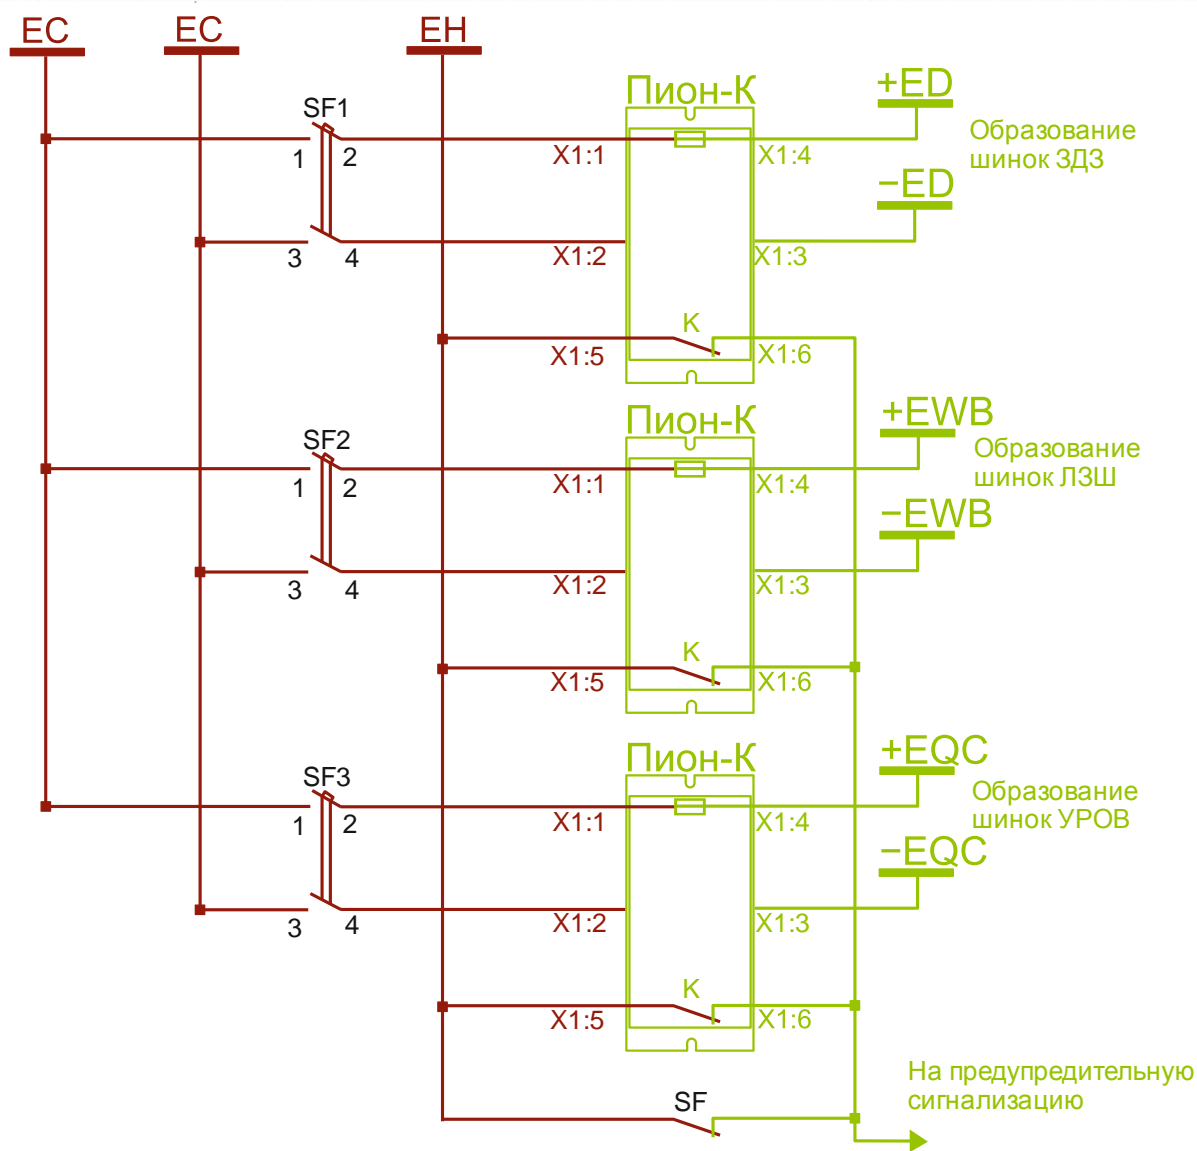 EC
EC
EH
SF1
1
2
3
4
Пион-К
X1:1
X1:4
X1:2
X1:3
K
X1:5
X1:6
+ED
Образование
шинок ЗДЗ
−ED
SF2
1
2
3
4
Пион-К
X1:1
X1:4
X1:2
X1:3
K
X1:5
X1:6
+EWB
Образование
шинок ЛЗШ
−EWB
SF3
1
2
3
4
Пион-К
X1:1
X1:4
X1:2
X1:3
K
X1:5
X1:6
+EQC
Образование
шинок УРОВ
−EQC
SF
На предупредительную
сигнализацию